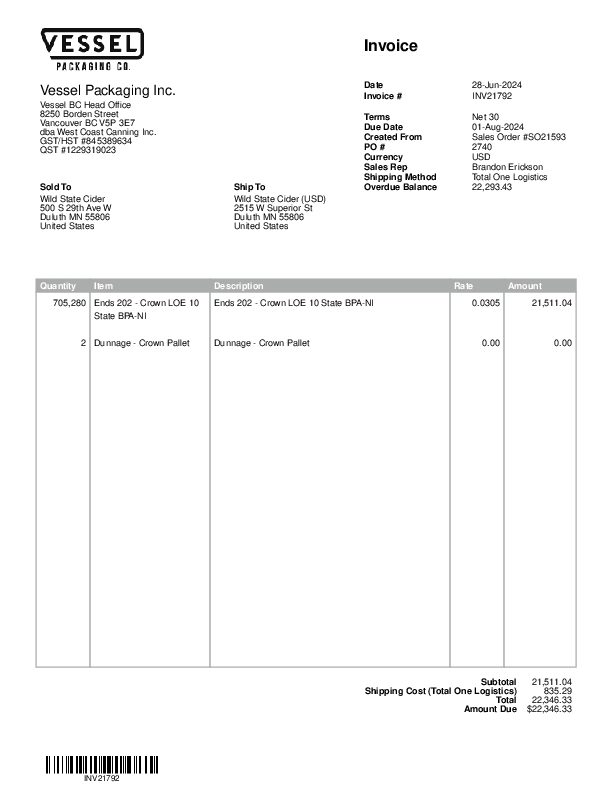 VESSEL
PACKAGING CO.
Invoice
Vessel Packaging Inc.
Vessel BC Head Office
8250 Borden Street
Vancouver BC V5P 3E7
dba West Coast Canning Inc.
GST/HST #845389634
QST #1229319023
Date 28-Jun-2024
Invoice # INV21792
Terms Net 30
Due Date 01-Aug-2024
Created From Sales Order #SO21593
PO # 2740
Currency USD
Sales Rep Brandon Erickson
Shipping Method Total One Logistics
Overdue Balance 22,293.43
Sold To
Wild State Cider
500 S 29th Ave W
Duluth MN 55806
United States
Ship To
Wild State Cider (USD)
2515 W Superior St
Duluth MN 55806
United States
Quantity Item Description Rate Amount
705,280 Ends 202 - Crown LOE 10 Ends 202 - Crown LOE 10 State BPA-NI 0.0305 21,511.04
State BPA-NI
2 Dunnage - Crown Pallet Dunnage - Crown Pallet 0.00 0.00
Subtotal 21,511.04
Shipping Cost (Total One Logistics) 835.29
Total 22,346.33
Amount Due $22,346.33
INV21792